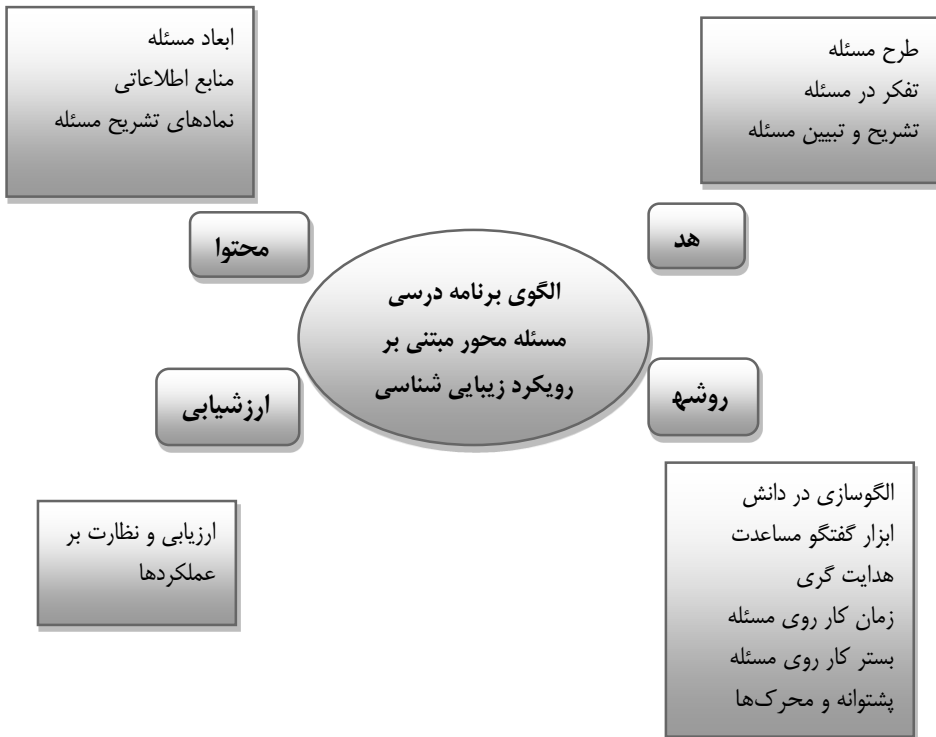 طرح مسئله
تفکر در مسئله
تشریح و تبیین مسئله
ابعاد مسئله
منابع اطلاعاتی
نمادهای تشریح مسئله
هد
محتوا
الگوی برنامه درسی
مسئله محور مبتنی بر
رویکرد زیبایی شناسی
روشه‍
ارزشیابی
الگوسازی در دانش
ابزار گفتگو مساعدت
هدایت گری
زمان کار روی مسئله
بستر کار روی مسئله
پشتوانه و محرک‌ها
ارزیابی و نظارت بر
عملکردها